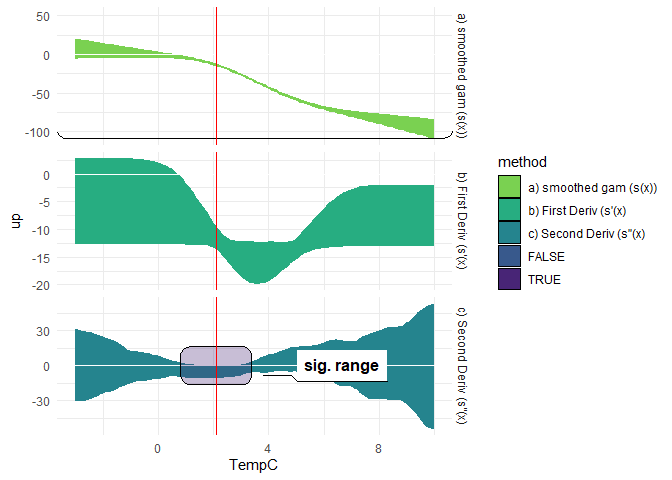 50
0
-50
-100
a) smoothed gam (s(x))
0
-5
-10
-15
-20
b) First Deriv (s'(x)
30
0
-30
c) Second Deriv (s''(x)
sig. range
0
4
8
TempC
up
method
a) smoothed gam (s(x))
b) First Deriv (s'(x)
c) Second Deriv (s''(x)
FALSE
TRUE